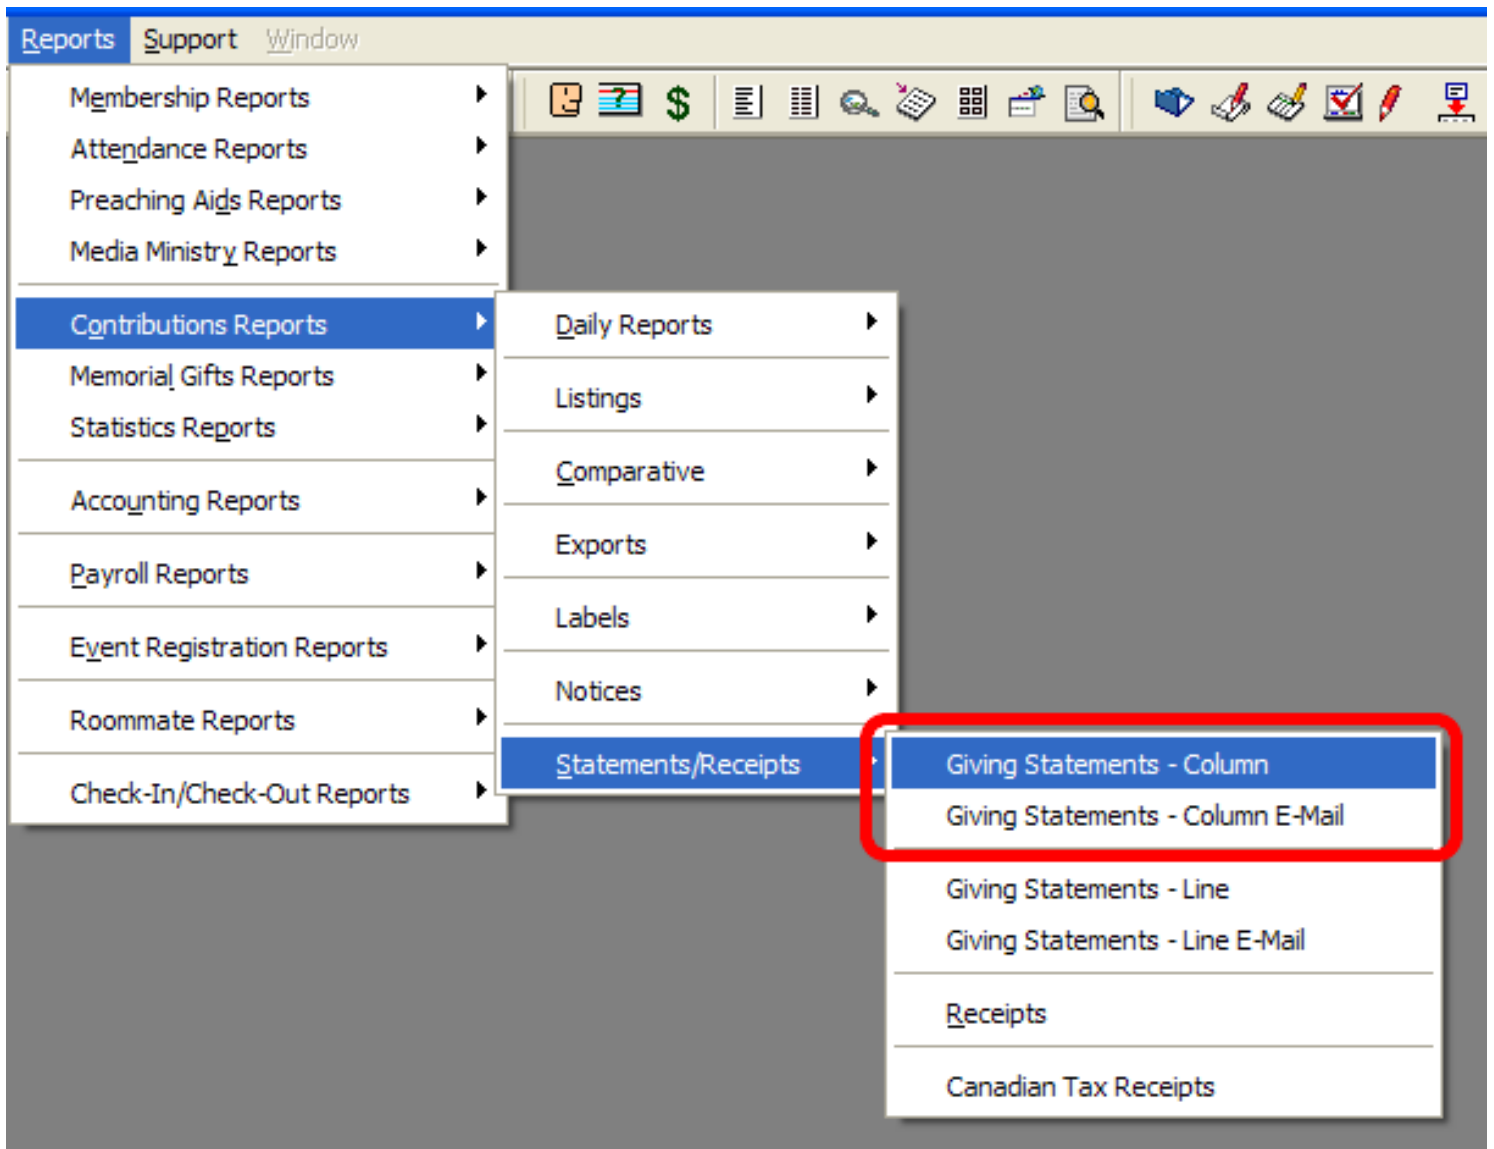 Reports Support Window
Membership Reports
Attendance Reports
Preaching Aids Reports
Media Ministry Reports
Contributions Reports
Memorial Gifts Reports
Statistics Reports
Accounting Reports
Payroll Reports
Event Registration Reports
Roommate Reports
Check-In/Check-Out Reports
Daily Reports
Listings
Comparative
Exports
Labels
Notices
Statements/Receipts
Giving Statements - Column
Giving Statements - Column E-Mail
Giving Statements - Line
Giving Statements - Line E-Mail
Receipts
Canadian Tax Receipts